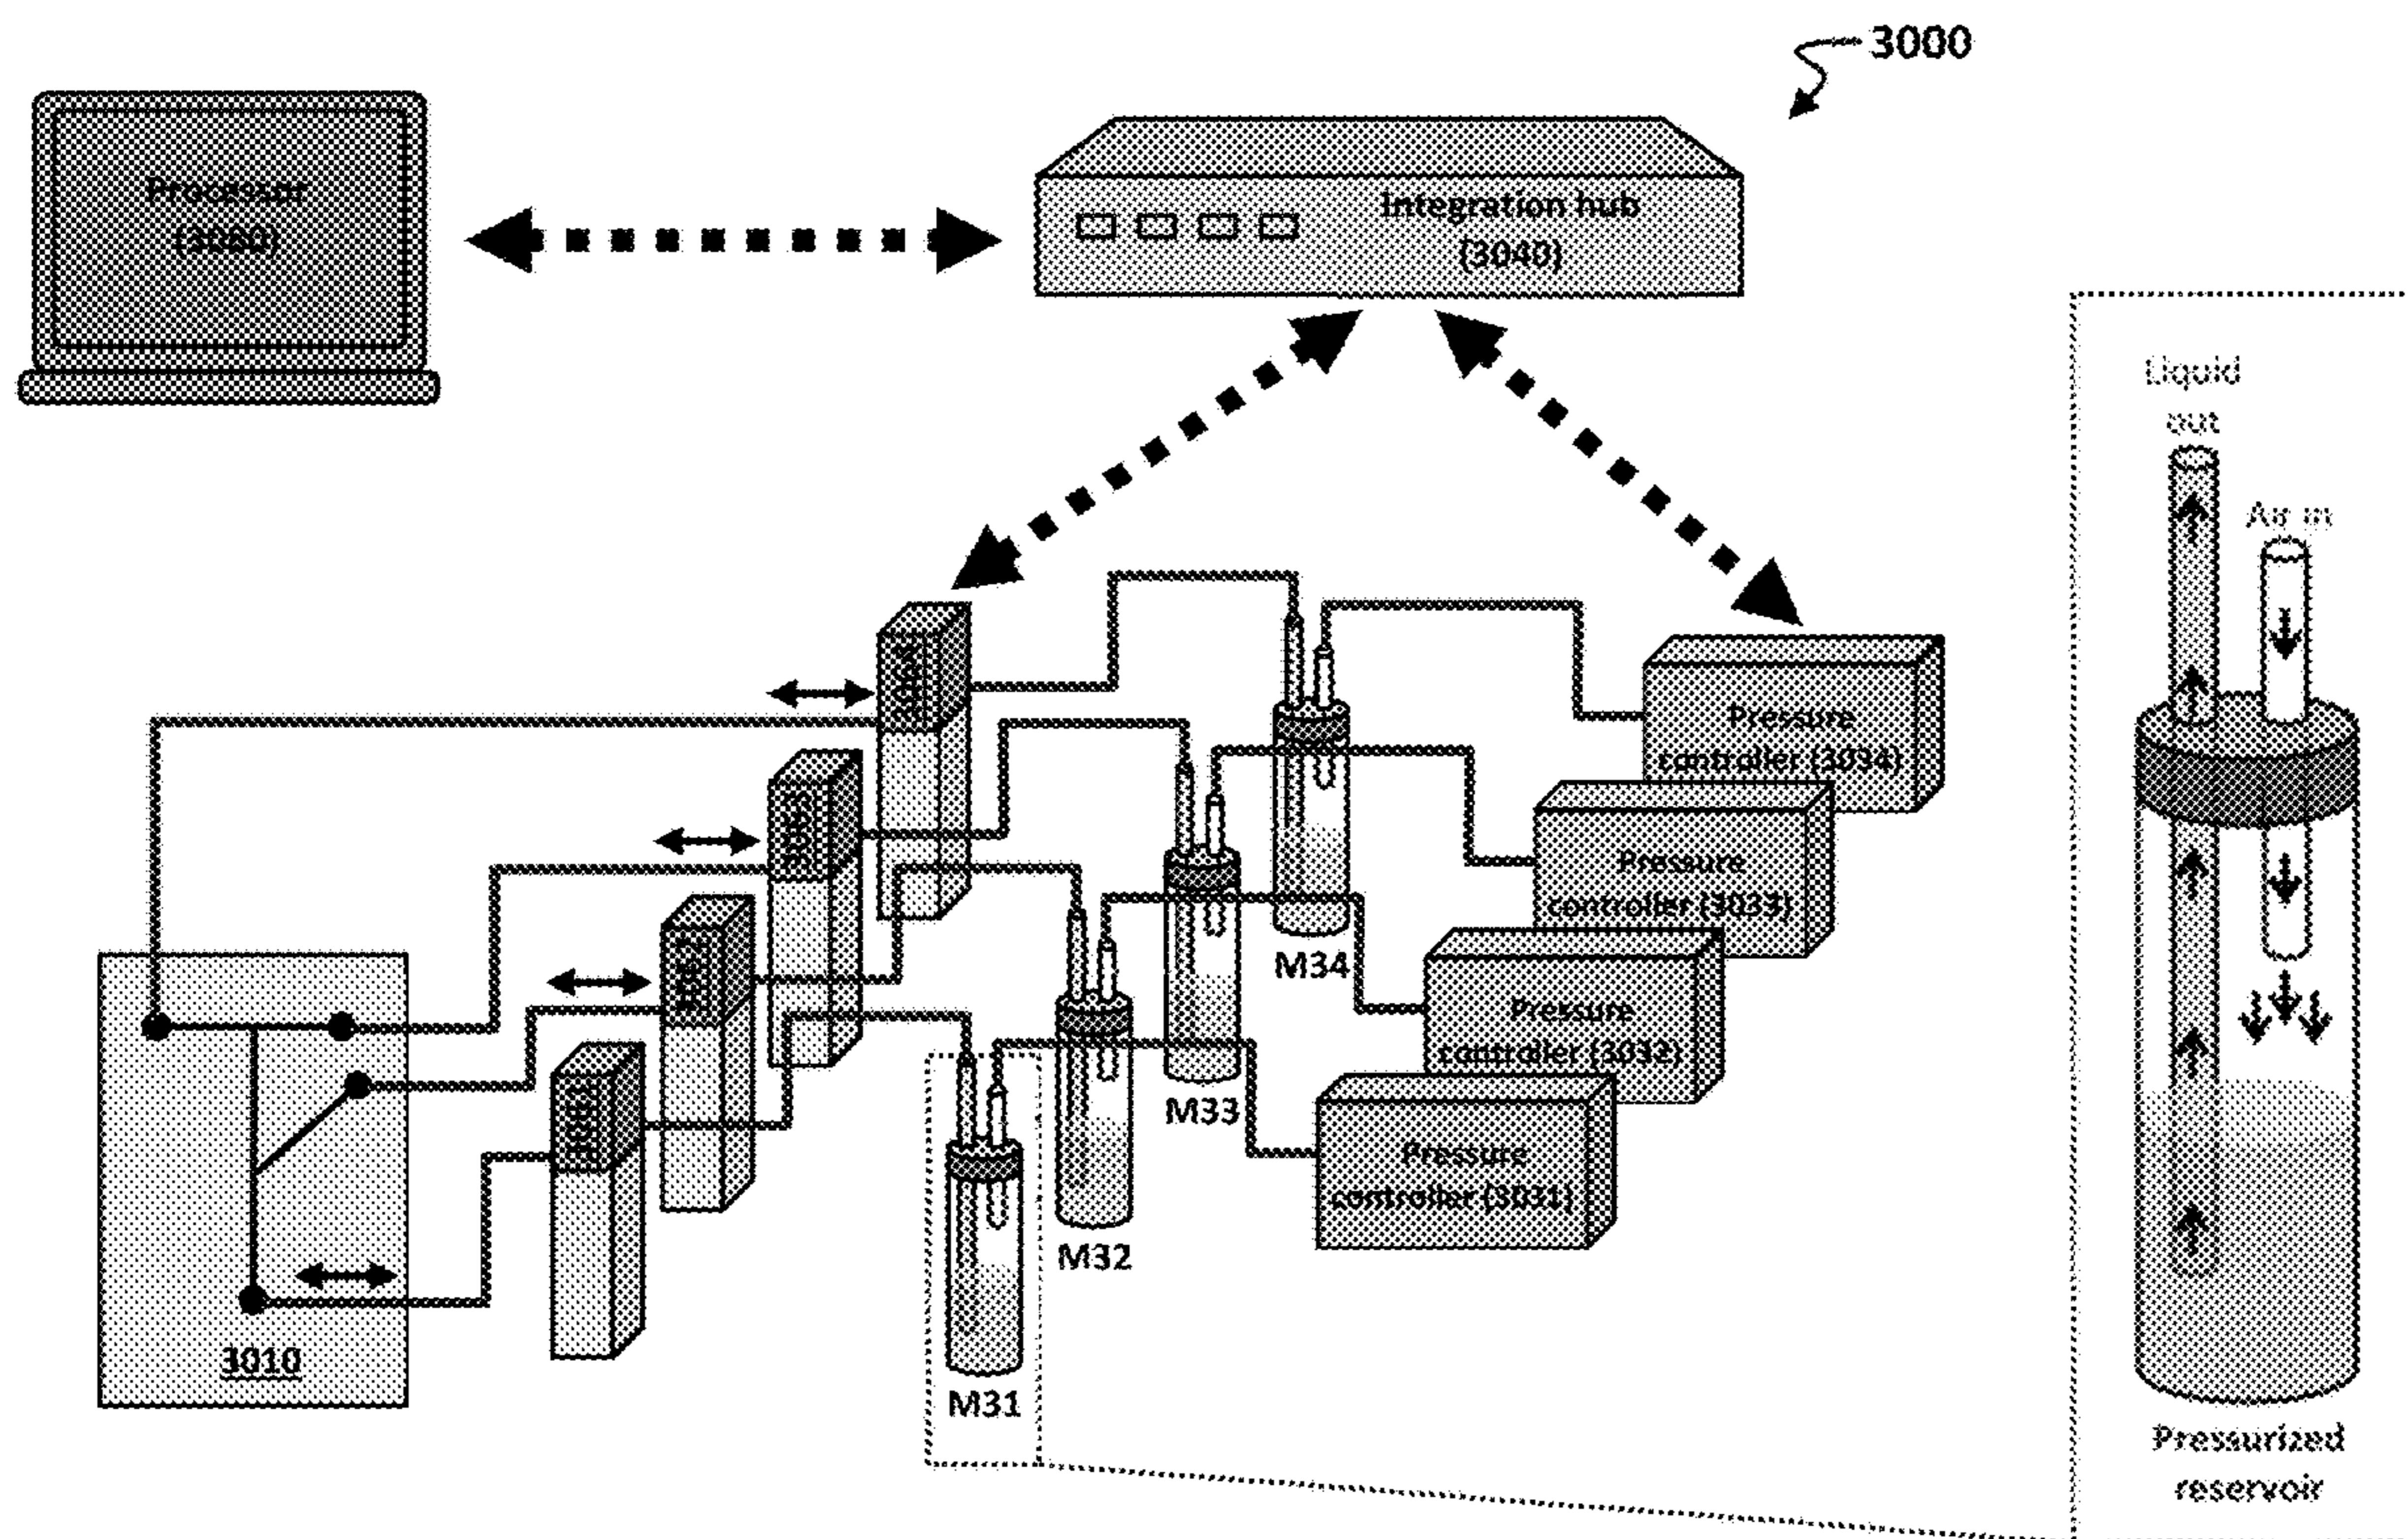 3000
Processor
Integration hub
(3040)
Liquid
out
Air in
Pressure
controller (3034)
Pressure
controller (3033)
M34
Pressure
controller (3032)
M33
Pressure
controller (3031)
M32
3010
M31
Pressurized
reservoir